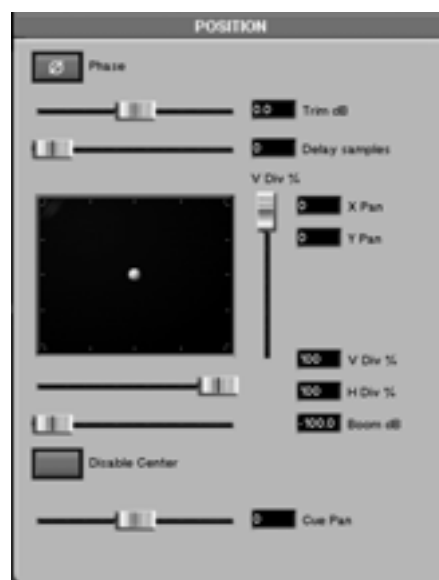 POSITION
Ø Phase
0.0 Trim dB
0 Delay samples
V Div %
0 X Pan
0 Y Pan
100 V Div %
100 H Div %
-100.0 Boom dB
Disable Center
0 Cue Pan